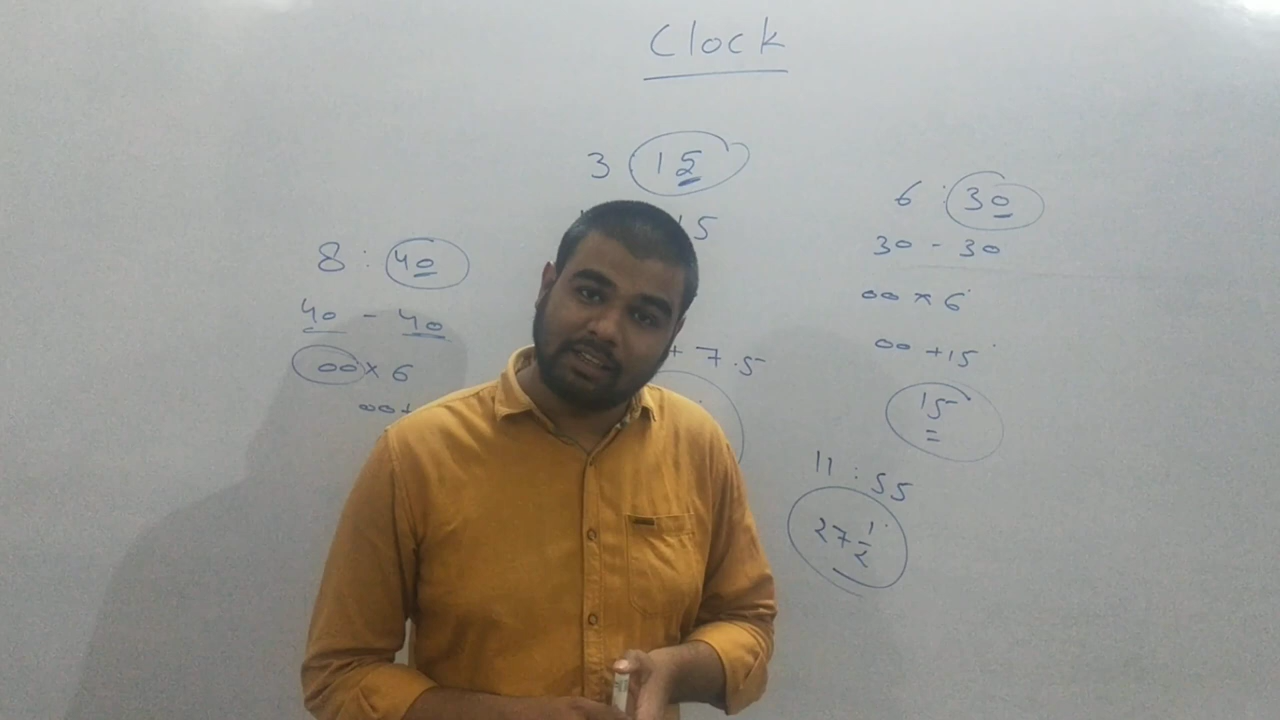 Clock
3 15
15
+ 7.5
8 : 40
40 - 40
00 x 6
00+
6 : 30
30 - 30
00 x 6
00 +15
15
=
11 : 55
27 1/2